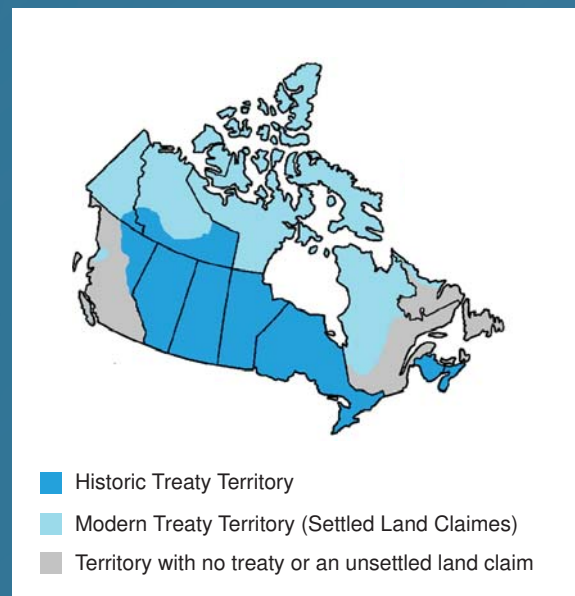 Historic Treaty Territory
Modern Treaty Territory (Settled Land Claimes)
Territory with no treaty or an unsettled land claim